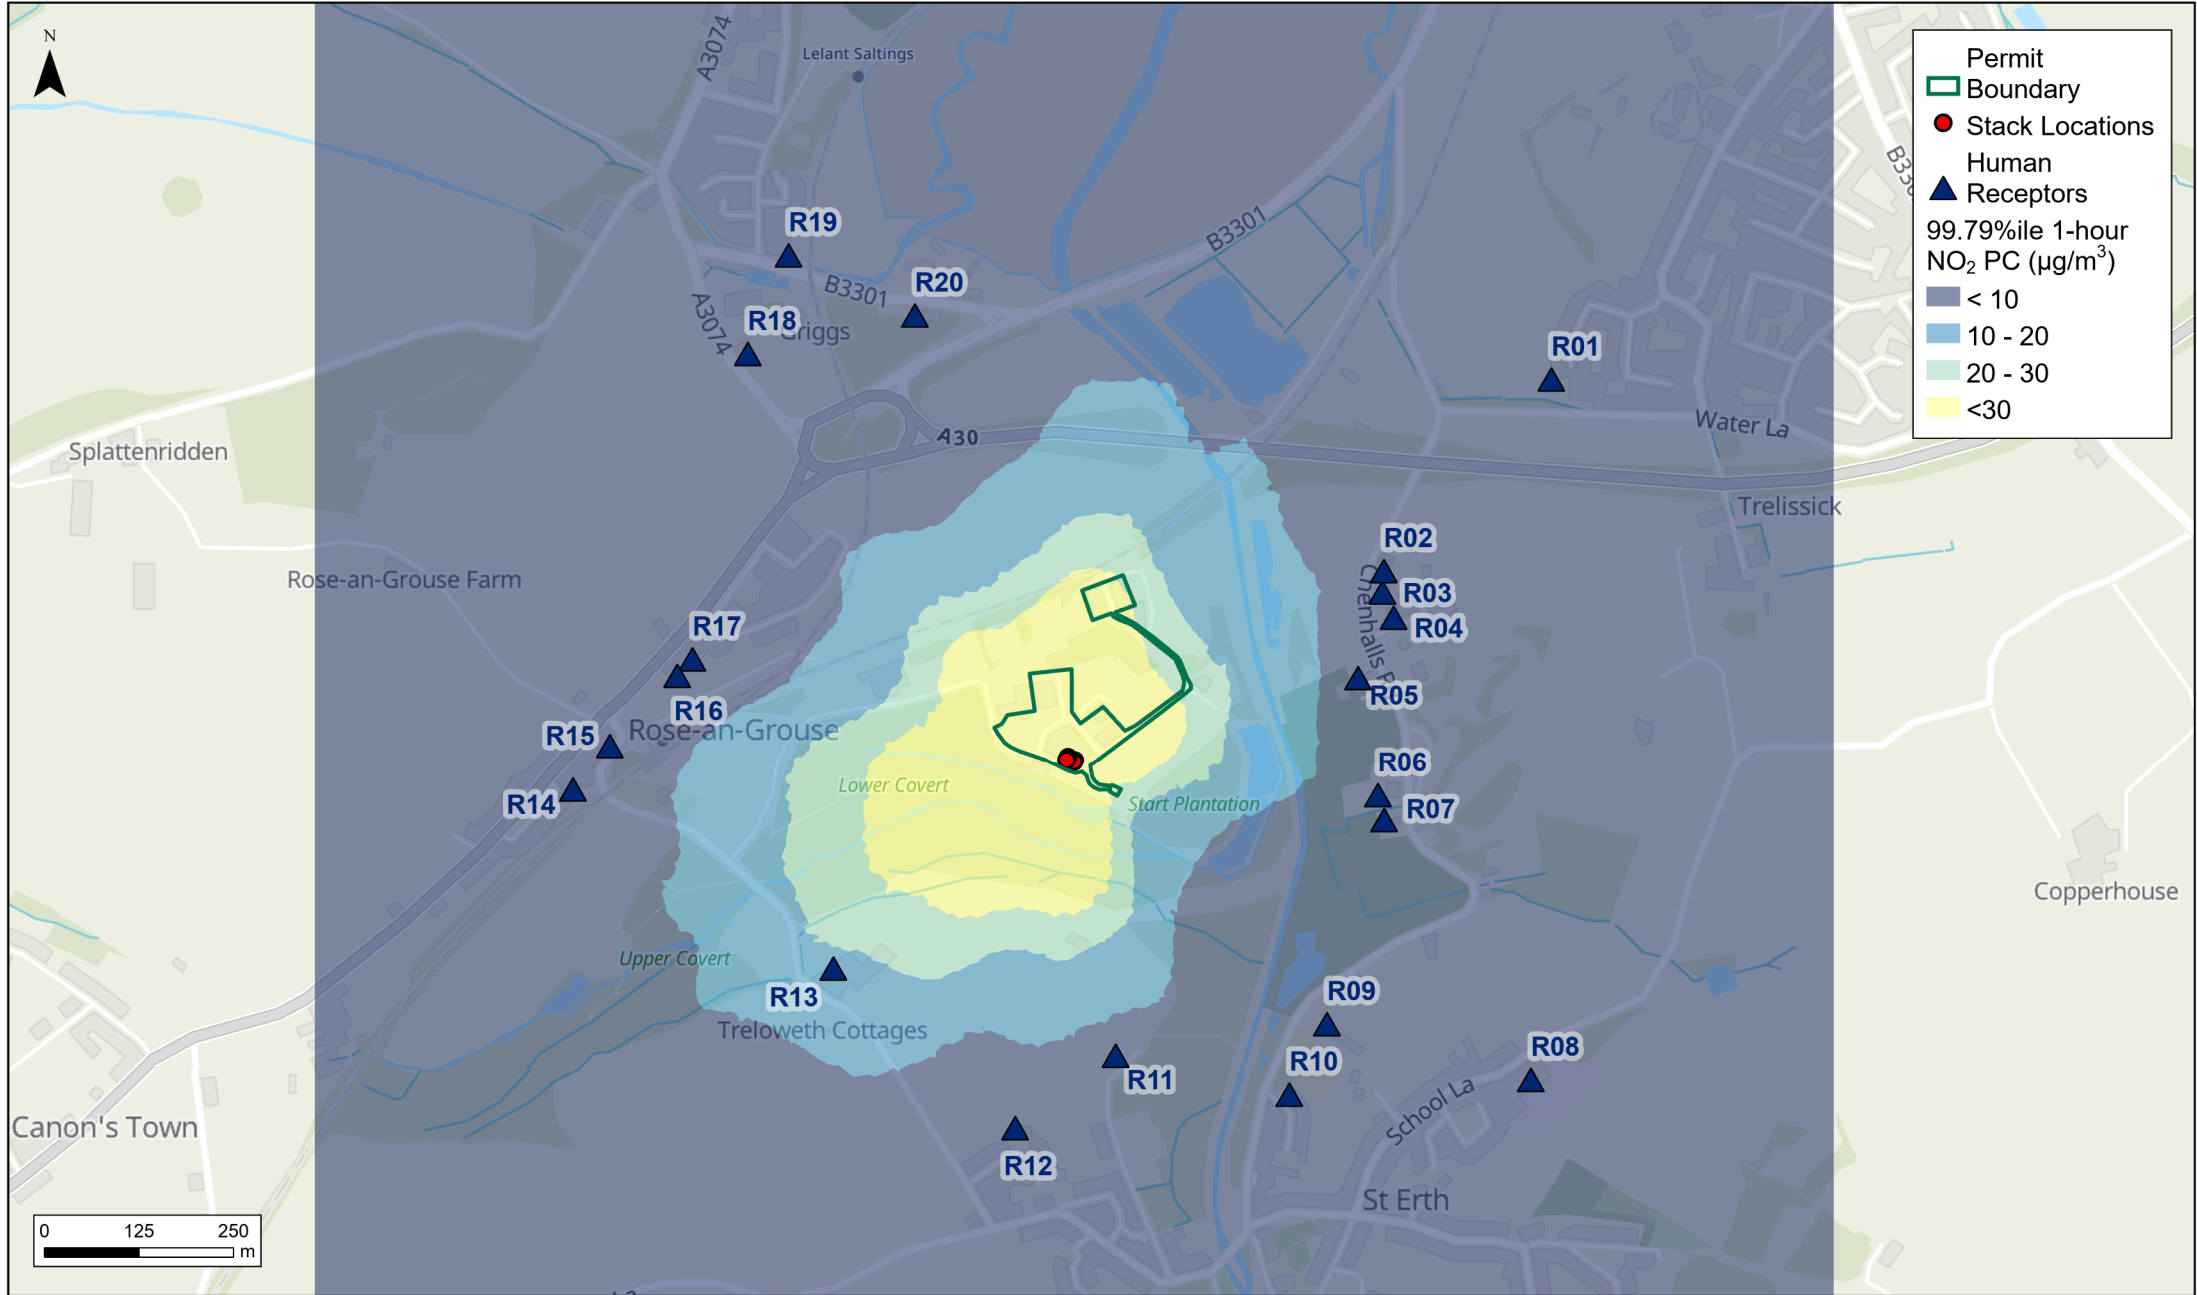 N
A3074
Lelant Saltings
B3301
R19
B3301
R20
A3074
R18
Griggs
R01
A30
Water La
Splattenridden
Trelissick
R02
Rose-an-Grouse Farm
R03
Chenhalls R
R04
R17
R05
R16
R15
Rose-an-Grouse
R06
Lower Covert
R14
Start Plantation
R07
Copperhouse
Upper Covert
R13
R09
Treloweth Cottages
R10
R08
R11
School La
Canon's Town
R12
St Erth
Permit
Boundary
Stack Locations
Human
Receptors
99.79%ile 1-hour
NO₂ PC (µg/m³)
< 10
10 - 20
20 - 30
<30
0 125 250
m